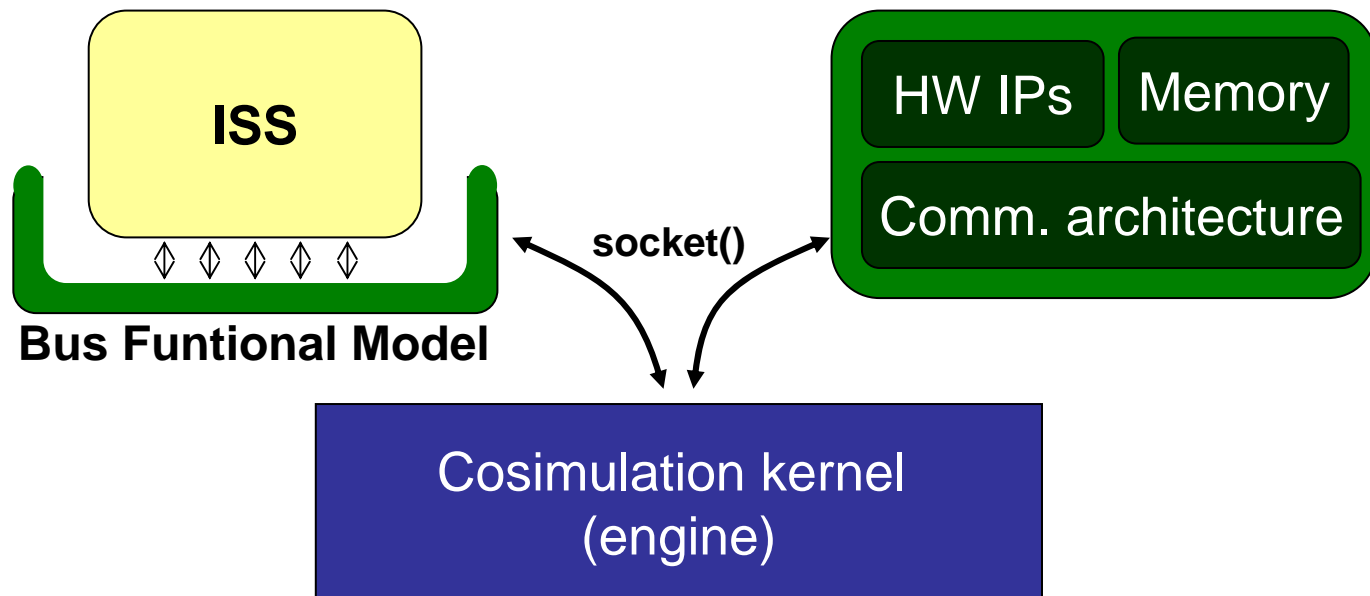 ISS
HW IPs
Memory
Comm. architecture
socket()
Bus Funtional Model
Cosimulation kernel
(engine)